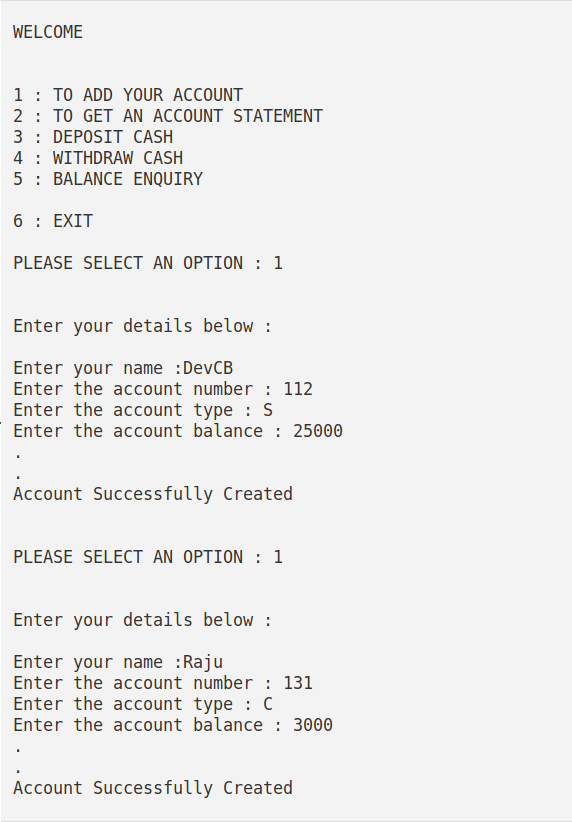 WELCOME
1 : TO ADD YOUR ACCOUNT
2 : TO GET AN ACCOUNT STATEMENT
3 : DEPOSIT CASH
4 : WITHDRAW CASH
5 : BALANCE ENQUIRY
6 : EXIT
PLEASE SELECT AN OPTION : 1
Enter your details below :
Enter your name :DevCB
Enter the account number : 112
Enter the account type : S
Enter the account balance : 25000
.
.
Account Successfully Created
PLEASE SELECT AN OPTION : 1
Enter your details below :
Enter your name :Raju
Enter the account number : 131
Enter the account type : C
Enter the account balance : 3000
.
.
Account Successfully Created